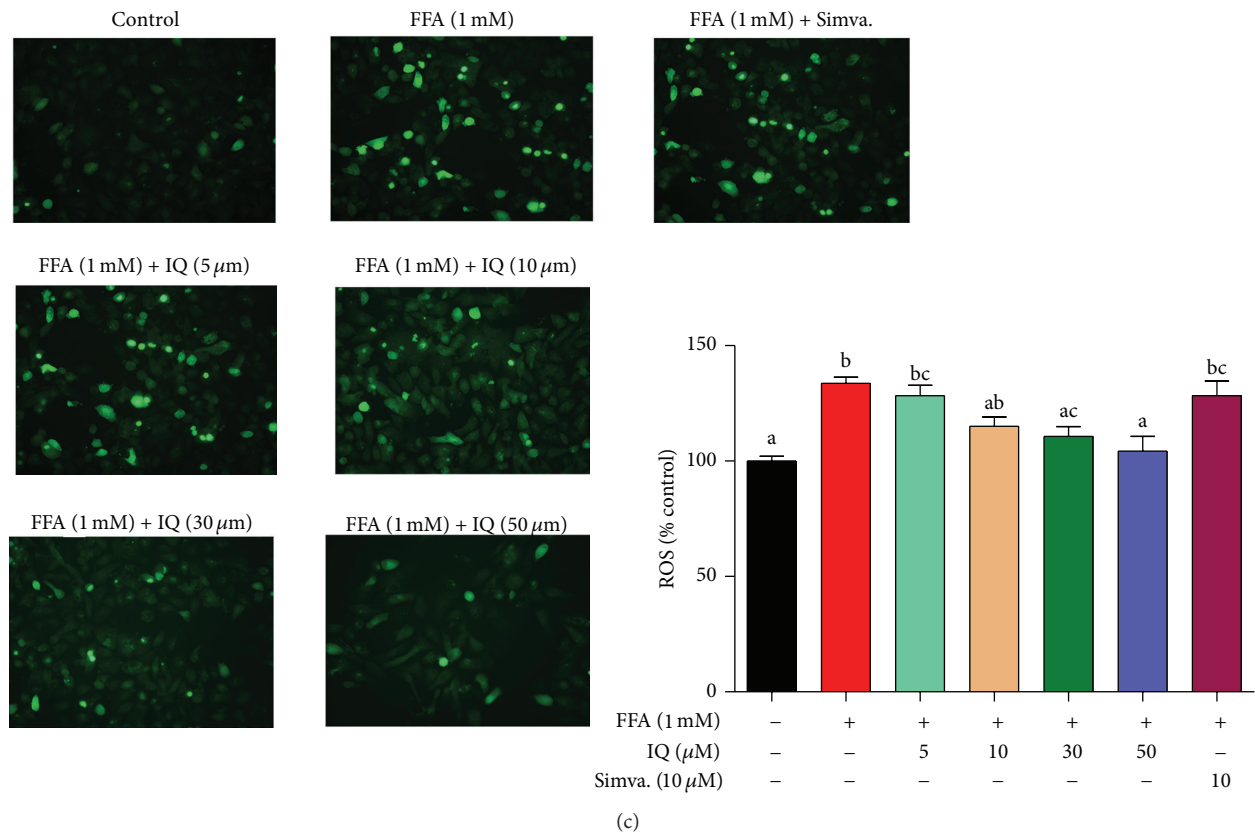 Control
FFA (1 mM)
FFA (1 mM) + Simva.
FFA (1 mM) + IQ (5 μm)
FFA (1 mM) + IQ (10 μm)
FFA (1 mM) + IQ (30 μm)
FFA (1 mM) + IQ (50 μm)
ROS (% control)
150
100
50
0
a
b
bc
ab
ac
a
bc
FFA (1 mM) – + + + + + +
IQ (μM) – – 5 10 30 50 –
Simva. (10 μM) – – – – – – 10
(c)